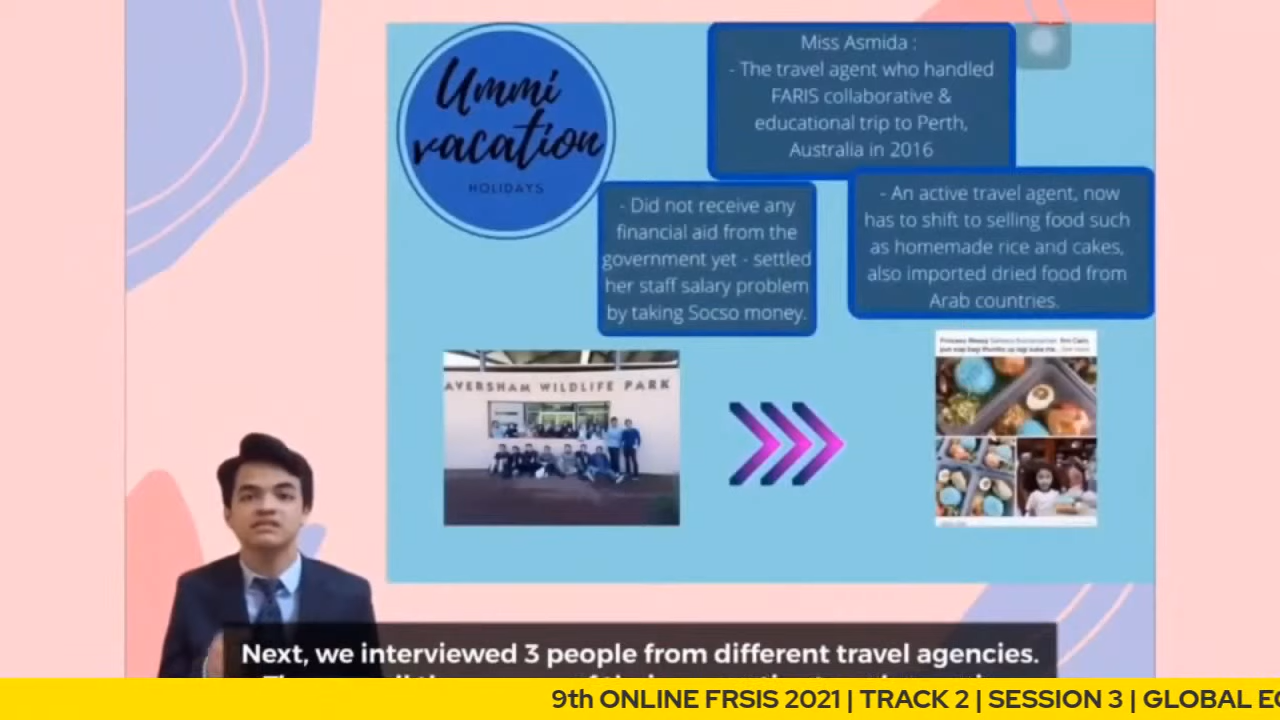 Ummi
vacation
HOLIDAYS
Miss Asmida :
- The travel agent who handled
FARIS collaborative &
educational trip to Perth,
Australia in 2016
- Did not receive any
financial aid from the
government yet - settled
her staff salary problem
by taking Socso money.
- An active travel agent, now
has to shift to selling food such
as homemade rice and cakes,
also imported dried food from
Arab countries.
AVERSHAM WILDLIFE PARK
Next, we interviewed 3 people from different travel agencies.
9th ONLINE FRSIS 2021 | TRACK 2 | SESSION 3 | GLOBAL EC